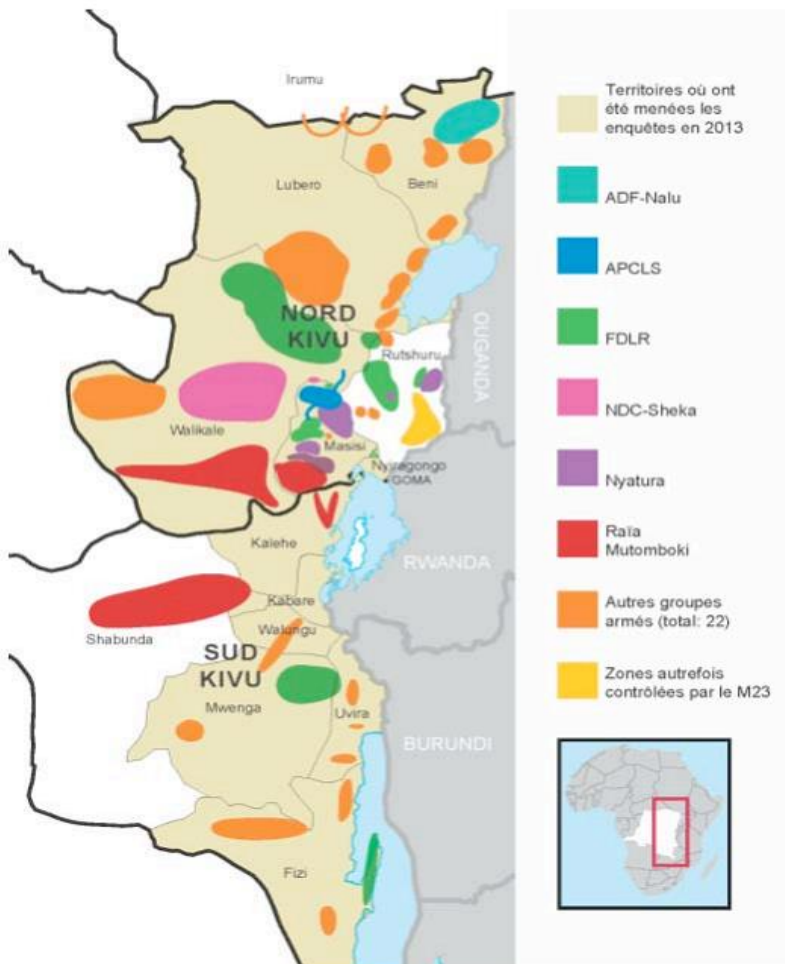 Irumu
Lubero
Beni
NORD
KIVU
OUGANDA
Rutshuru
Walikale
Masisi
Nyiragongo
GOMA
Kalehe
RWANDA
Kabare
Shabunda
Walungu
SUD
KIVU
Mwenga
Uvira
BURUNDI
Fizi
Territoires où ont
été menées les
enquêtes en 2013
ADF-Nalu
APCLS
FDLR
NDC-Sheka
Nyatura
Raïa
Mutomboki
Autres groupes
armés (total: 22)
Zones autrefois
contrôlées par le M23